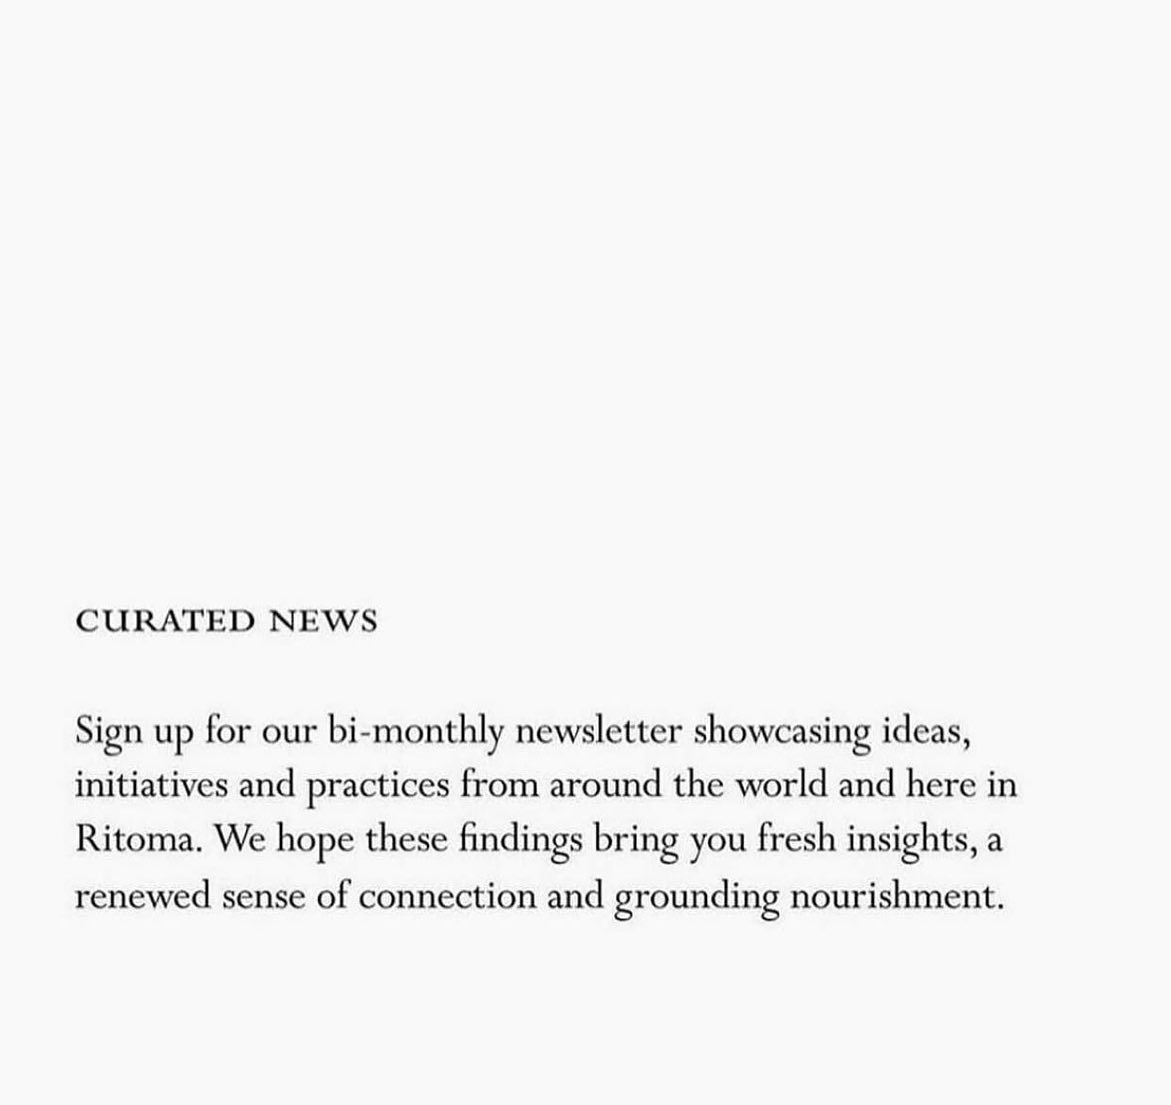 CURATED NEWS
Sign up for our bi-monthly newsletter showcasing ideas,
initiatives and practices from around the world and here in
Ritoma. We hope these findings bring you fresh insights, a
renewed sense of connection and grounding nourishment.